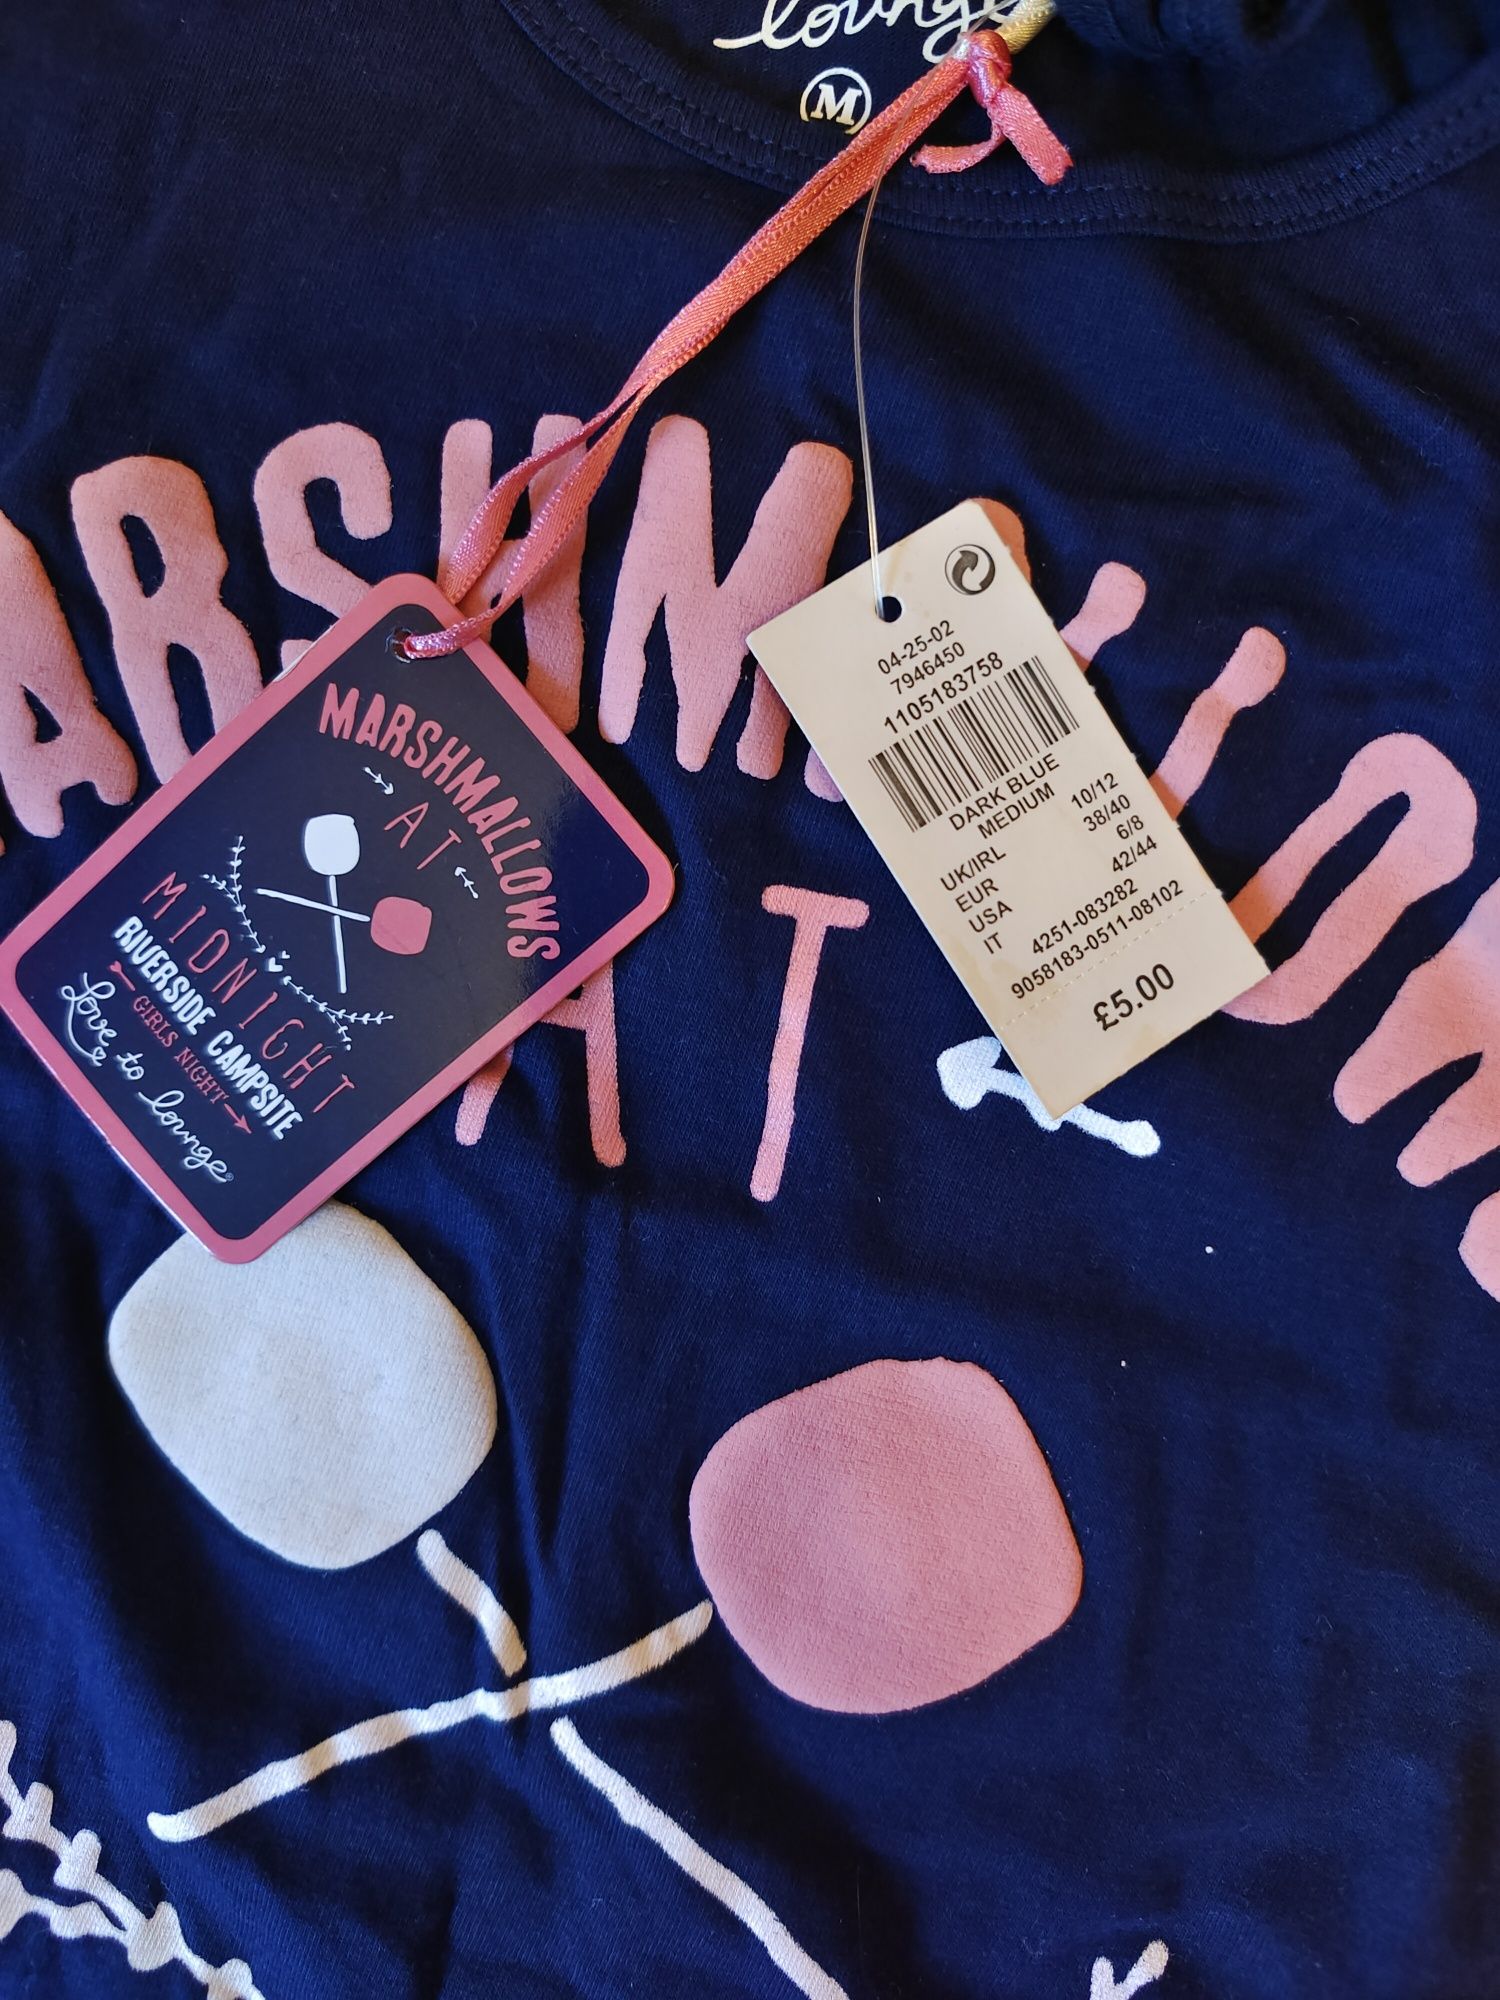 lounge
M
MARSHMALLOWS
AT
MARSHMALLOWS
AT
MIDNIGHT
RIVERSIDE CAMPSITE
GIRLS NIGHT
Love to lounge
04-25-02
7946450
1105183758
DARK BLUE
MEDIUM
UK/IRL 10/12
EUR 38/40
USA 6/8
IT 42/44
4251-083282
9058183-0511-08102
£5.00